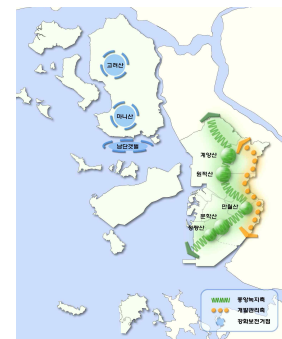 고려산
마니산
남단갯벌
계양산
원적산
만월산
문학산
청량산
중앙녹지축
개발관리축
강화보전거점